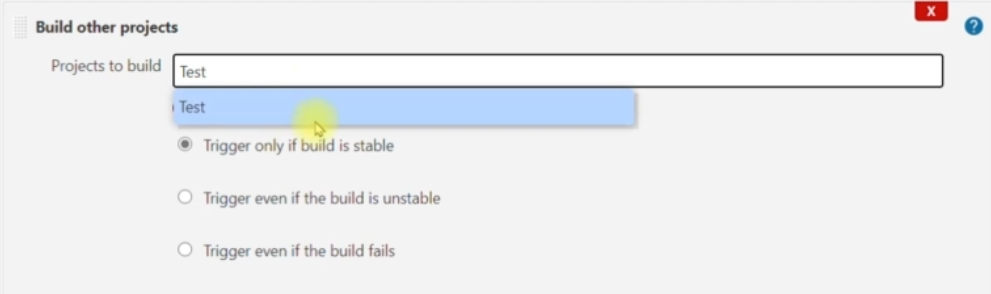 X
Build other projects
?
Projects to build Test
Test
Trigger only if build is stable
Trigger even if the build is unstable
Trigger even if the build fails